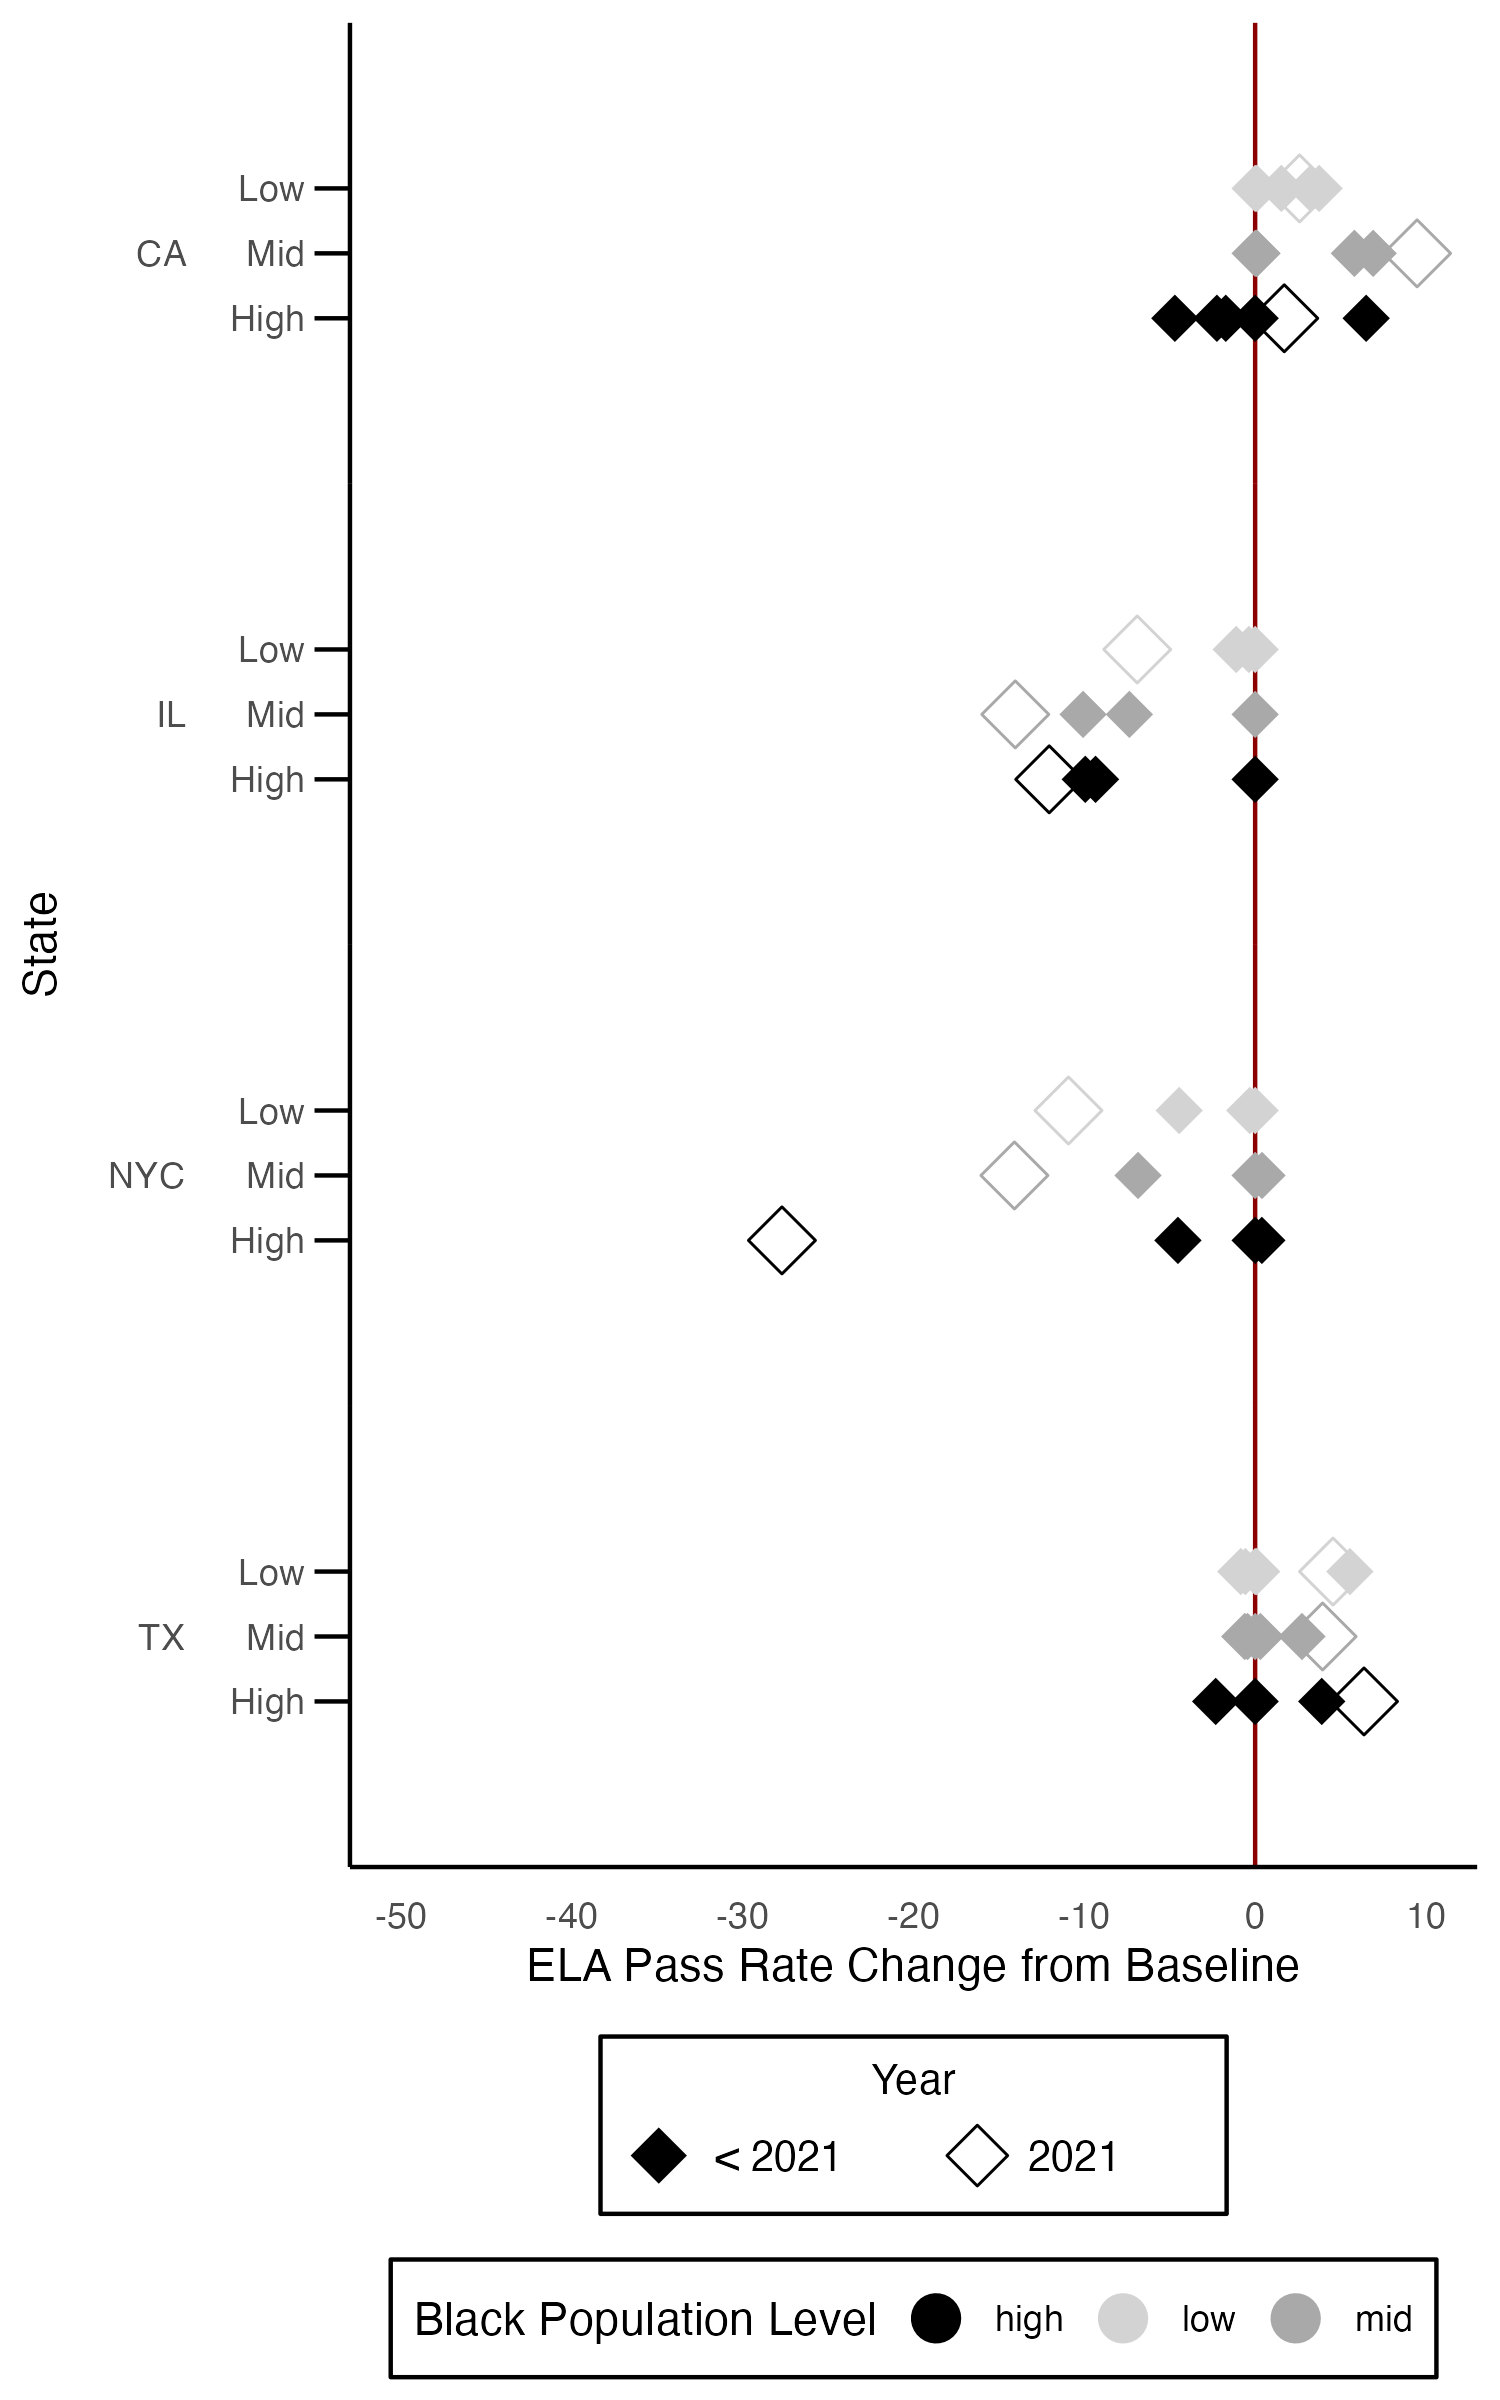 Low
CA Mid
High
Low
IL Mid
High
State
Low
NYC Mid
High
Low
TX Mid
High
-50 -40 -30 -20 -10 0 10
ELA Pass Rate Change from Baseline
Year
< 2021 2021
Black Population Level high low mid